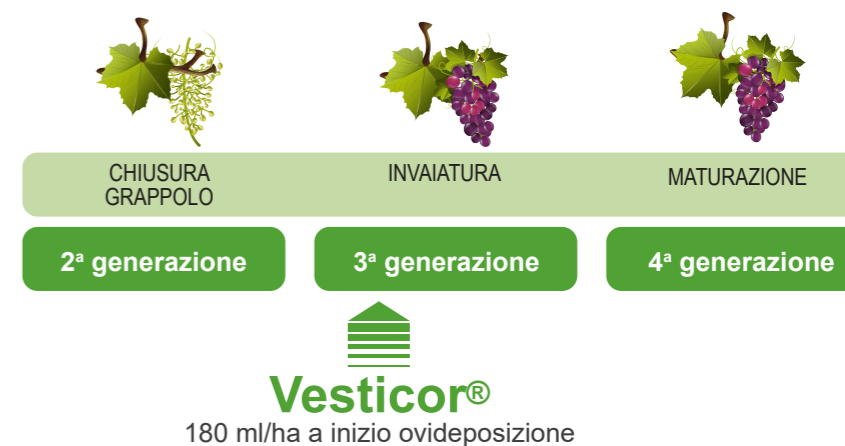 CHIUSURA
GRAPPOLO
INVAIATURA
MATURAZIONE
2ª generazione
3ª generazione
4ª generazione
Vesticor®
180 ml/ha a inizio ovideposizione